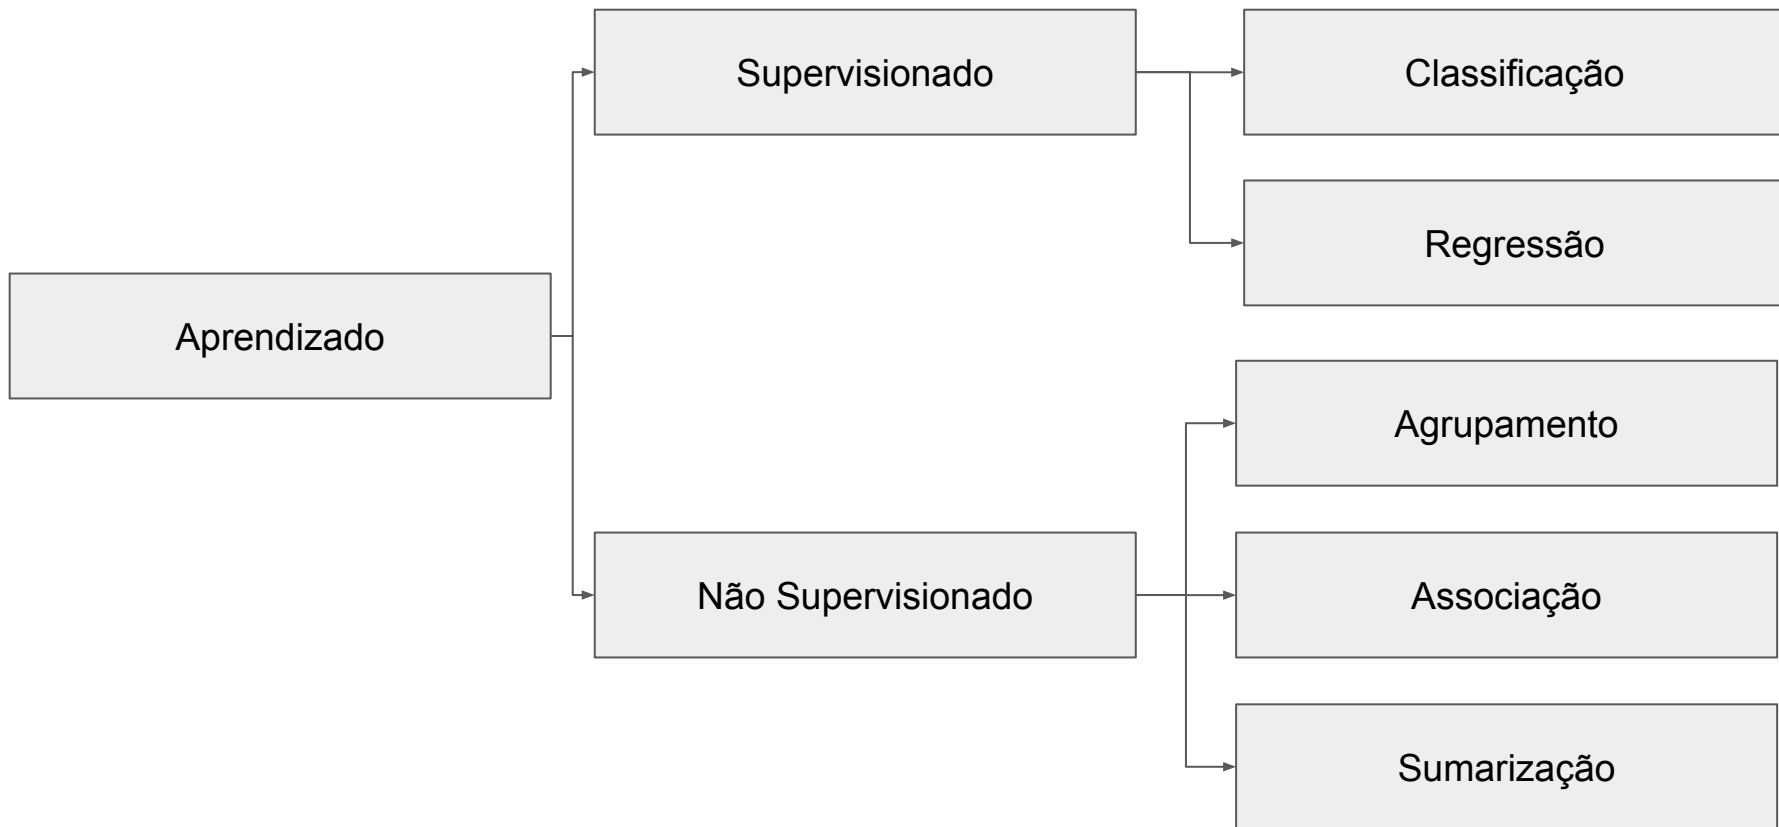 Aprendizado
Supervisionado
Classificação
Regressão
Não Supervisionado
Agrupamento
Associação
Sumarização